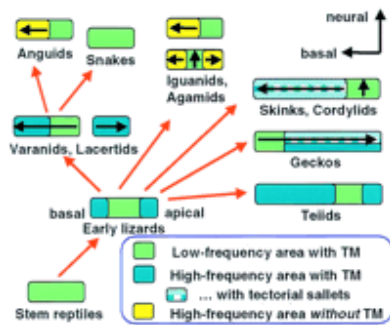 neural
basal
Anguids
Snakes
Iguanids,
Agamids
Skinks, Cordylids
Varanids, Lacertids
Geckos
basal
apical
Early lizards
Teiids
Stem reptiles
Low-frequency area with TM
High-frequency area with TM
... with tectorial sallets
High-frequency area without TM